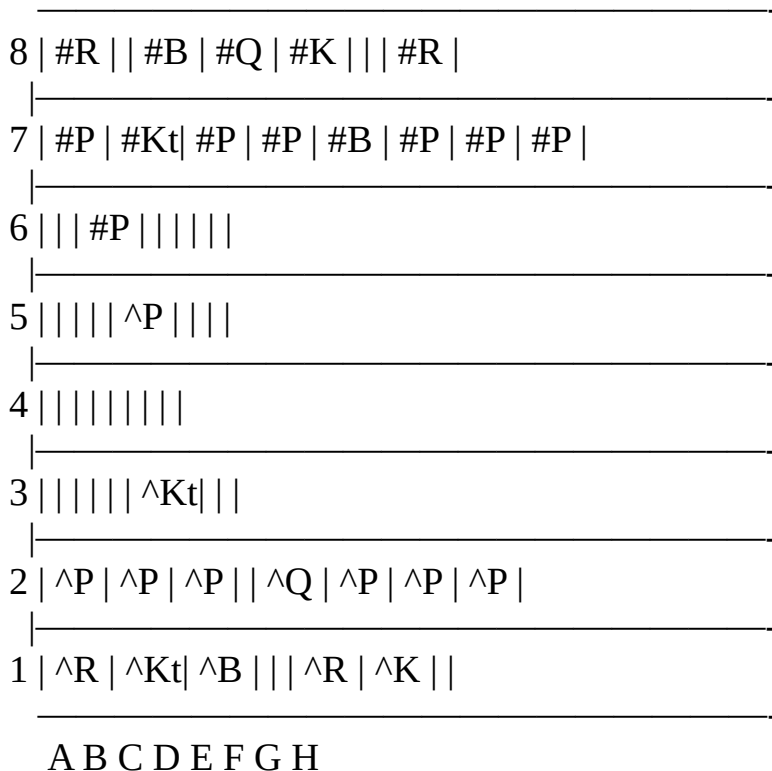 ————————————————————-
8 | #R | | #B | #Q | #K | | | #R |
|————————————————————-
7 | #P | #Kt| #P | #P | #B | #P | #P | #P |
|————————————————————-
6 | | | #P | | | | | |
|————————————————————-
5 | | | | | ^P | | | |
|————————————————————-
4 | | | | | | | | |
|————————————————————-
3 | | | | | | ^Kt| | |
|————————————————————-
2 | ^P | ^P | ^P | | ^Q | ^P | ^P | ^P |
|————————————————————-
1 | ^R | ^Kt| ^B | | | ^R | ^K | |
————————————————————-
A B C D E F G H